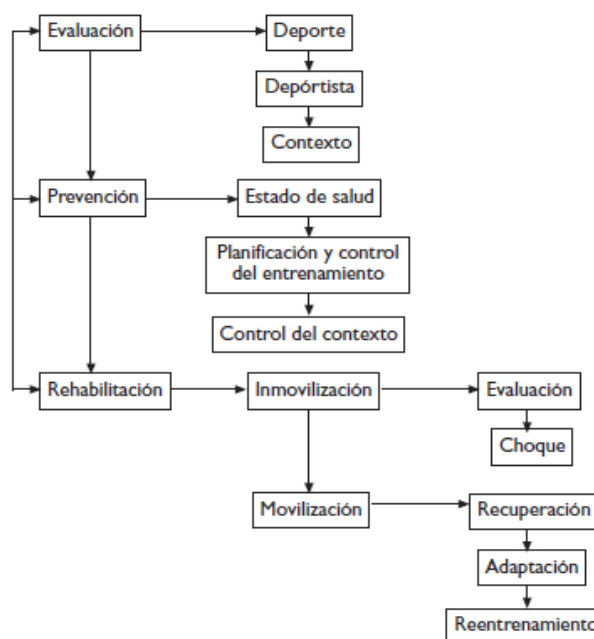 Evaluación
Deporte
Depórtista
Contexto
Prevención
Estado de salud
Planificación y control
del entrenamiento
Control del contexto
Rehabilitación
Inmovilización
Evaluación
Choque
Movilización
Recuperación
Adaptación
Reentrenamiento